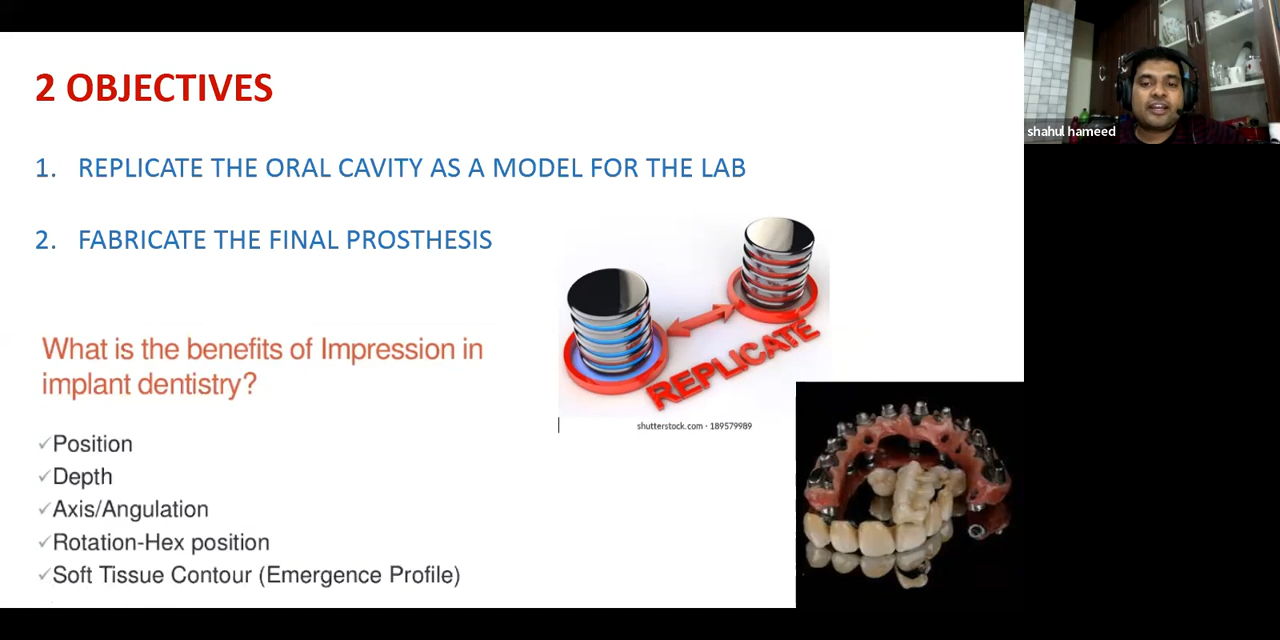 2 OBJECTIVES
1. REPLICATE THE ORAL CAVITY AS A MODEL FOR THE LAB
2. FABRICATE THE FINAL PROSTHESIS
REPLICATE
shutterstock.com · 189579989
What is the benefits of Impression in
implant dentistry?
✓Position
✓Depth
✓Axis/Angulation
✓Rotation-Hex position
✓Soft Tissue Contour (Emergence Profile)
shahul hameed